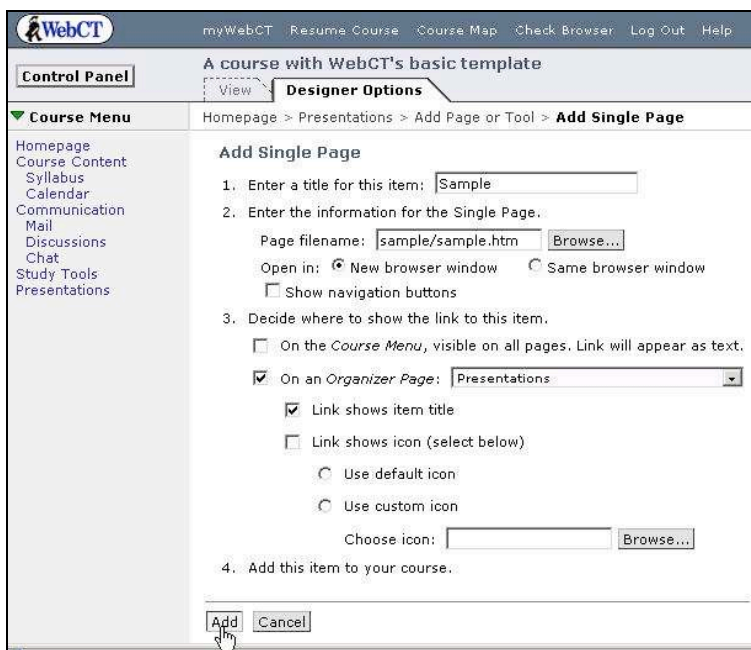 WebCT
myWebCT Resume Course Course Map Check Browser Log Out Help
Control Panel
A course with WebCT's basic template
View Designer Options
Course Menu
Homepage > Presentations > Add Page or Tool > Add Single Page
Homepage
Course Content
Syllabus
Calendar
Communication
Mail
Discussions
Chat
Study Tools
Presentations
Add Single Page
1. Enter a title for this item: Sample
2. Enter the information for the Single Page.
Page filename: sample/sample.htm Browse...
Open in: New browser window Same browser window
Show navigation buttons
3. Decide where to show the link to this item.
On the Course Menu, visible on all pages. Link will appear as text.
On an Organizer Page: Presentations
Link shows item title
Link shows icon (select below)
Use default icon
Use custom icon
Choose icon: Browse...
4. Add this item to your course.
Add Cancel